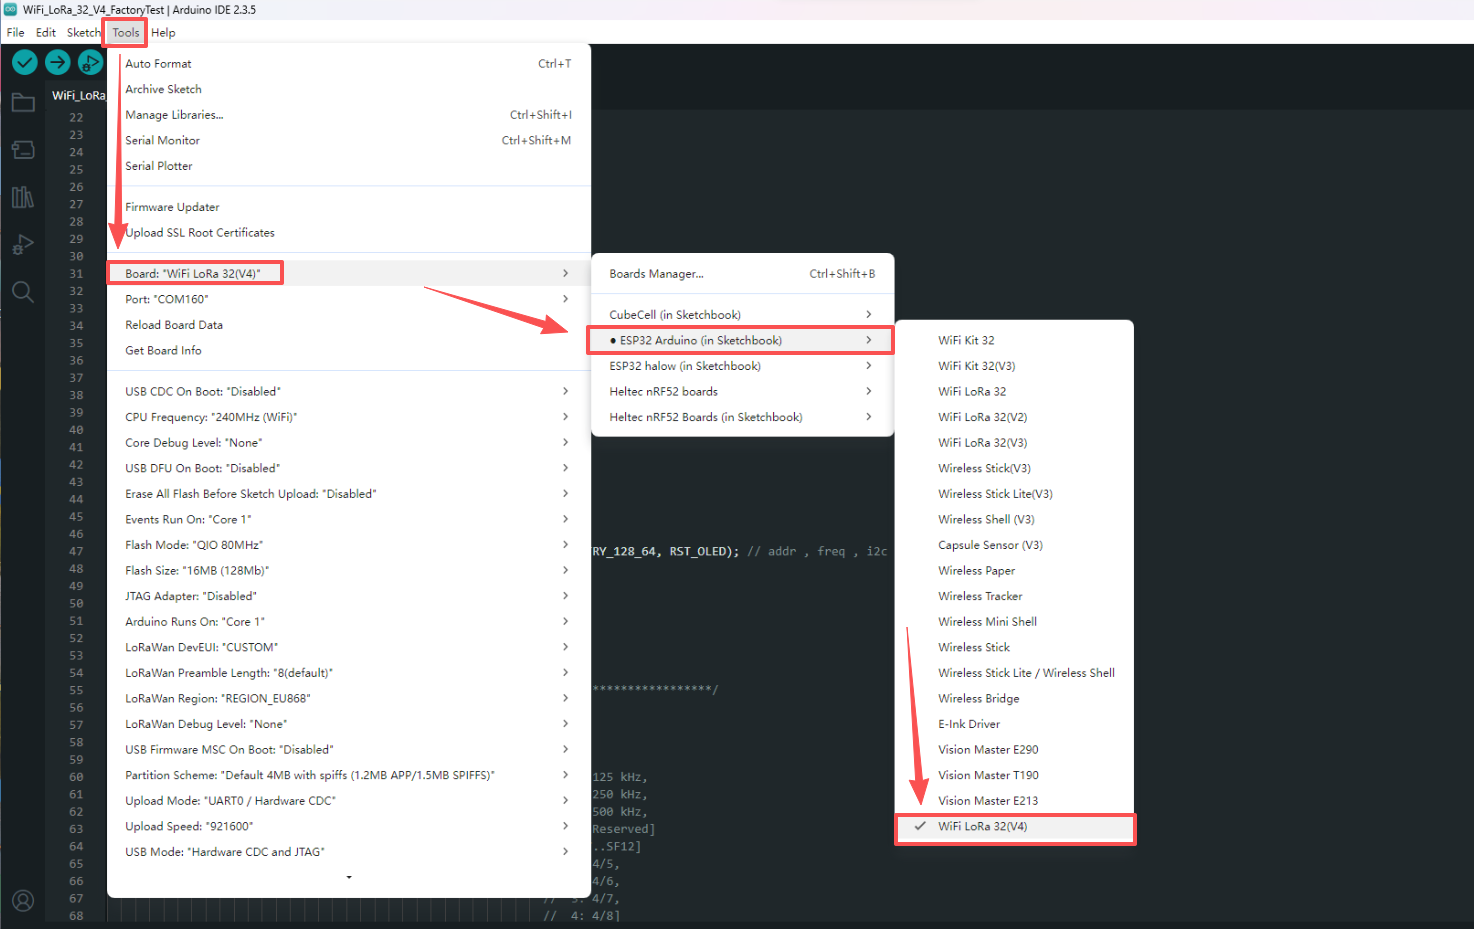 WiFi_LoRa_32_V4_FactoryTest | Arduino IDE 2.3.5
File Edit Sketch Tools Help
WiFi_LoRa_
Auto Format Ctrl+T
Archive Sketch
Manage Libraries... Ctrl+Shift+I
Serial Monitor Ctrl+Shift+M
Serial Plotter
Firmware Updater
Upload SSL Root Certificates
Board: "WiFi LoRa 32(V4)"
Port: "COM160"
Reload Board Data
Get Board Info
USB CDC On Boot: "Disabled"
CPU Frequency: "240MHz (WiFi)"
Core Debug Level: "None"
USB DFU On Boot: "Disabled"
Erase All Flash Before Sketch Upload: "Disabled"
Events Run On: "Core 1"
Flash Mode: "QIO 80MHz"
Flash Size: "16MB (128Mb)"
JTAG Adapter: "Disabled"
Arduino Runs On: "Core 1"
LoRaWan DevEUI: "CUSTOM"
LoRaWan Preamble Length: "8(default)"
LoRaWan Region: "REGION_EU868"
LoRaWan Debug Level: "None"
USB Firmware MSC On Boot: "Disabled"
Partition Scheme: "Default 4MB with spiffs (1.2MB APP/1.5MB SPIFFS)"
Upload Mode: "UART0 / Hardware CDC"
Upload Speed: "921600"
USB Mode: "Hardware CDC and JTAG"
Boards Manager... Ctrl+Shift+B
CubeCell (in Sketchbook)
● ESP32 Arduino (in Sketchbook)
ESP32 halow (in Sketchbook)
Heltec nRF52 boards
Heltec nRF52 Boards (in Sketchbook)
WiFi Kit 32
WiFi Kit 32(V3)
WiFi LoRa 32
WiFi LoRa 32(V2)
WiFi LoRa 32(V3)
Wireless Stick(V3)
Wireless Stick Lite(V3)
Wireless Shell (V3)
Capsule Sensor (V3)
Wireless Paper
Wireless Tracker
Wireless Mini Shell
Wireless Stick
Wireless Stick Lite / Wireless Shell
Wireless Bridge
E-Ink Driver
Vision Master E290
Vision Master T190
Vision Master E213
✓ WiFi LoRa 32(V4)
22
23
24
25
26
27
28
29
30
31
32
33
34
35
36
37
38
39
40
41
42
43
44
45
46
47 RY_128_64, RST_OLED); // addr , freq , i2c
48
49
50
51
52
53
54
55 *****************/
56
57
58
59
60 125 kHz,
61 250 kHz,
62 500 kHz,
63 Reserved]
64 ..SF12]
65 4/5,
66 4/6,
67 // 3: 4/7,
68 // 4: 4/8]